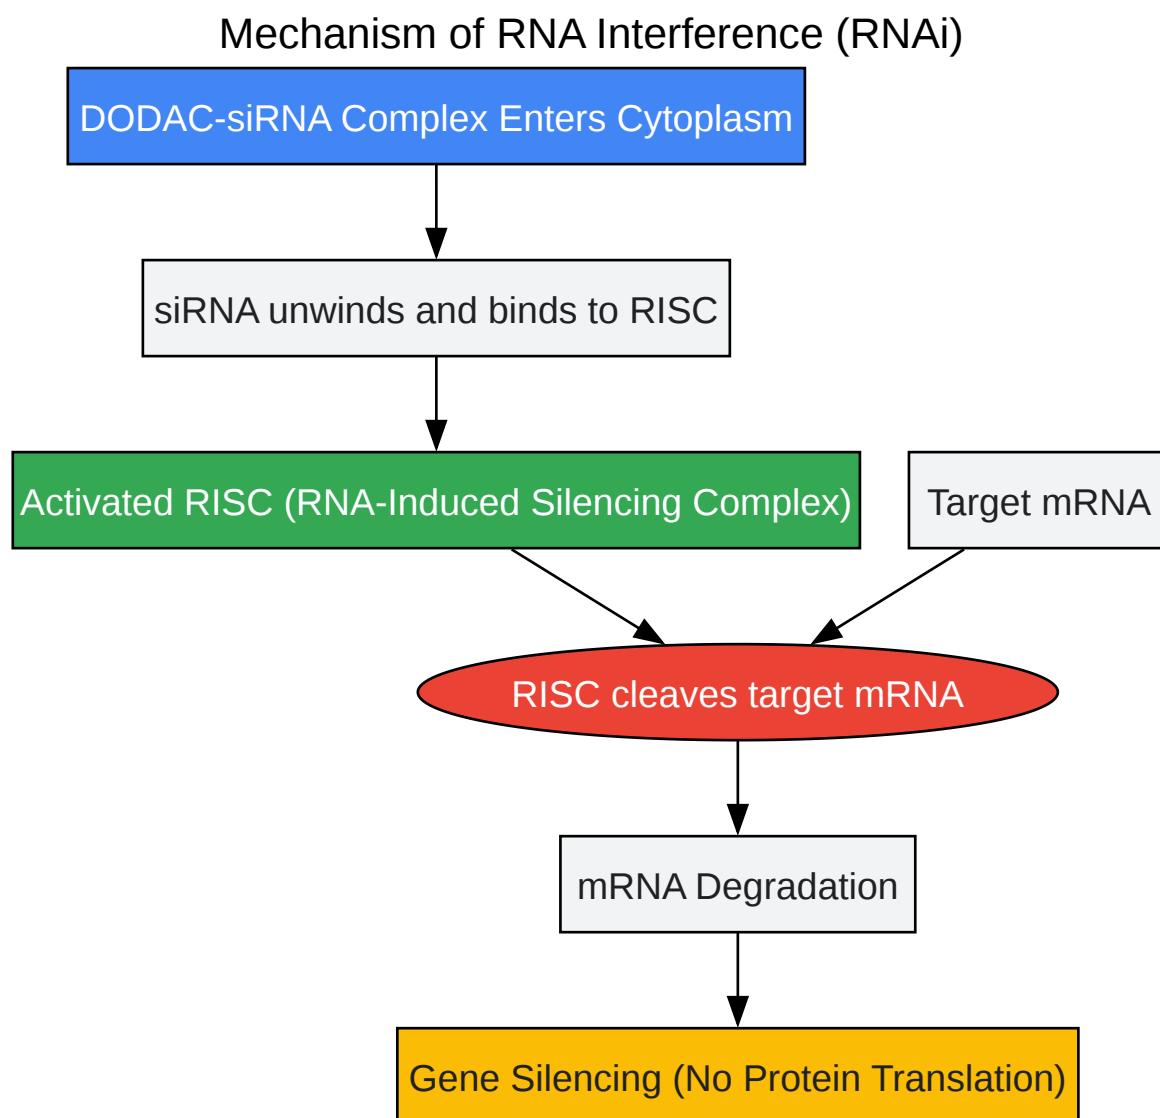 Mechanism of RNA Interference (RNAi)
DODAC-siRNA Complex Enters Cytoplasm
siRNA unwinds and binds to RISC
Activated RISC (RNA-Induced Silencing Complex)
Target mRNA
RISC cleaves target mRNA
mRNA Degradation
Gene Silencing (No Protein Translation)